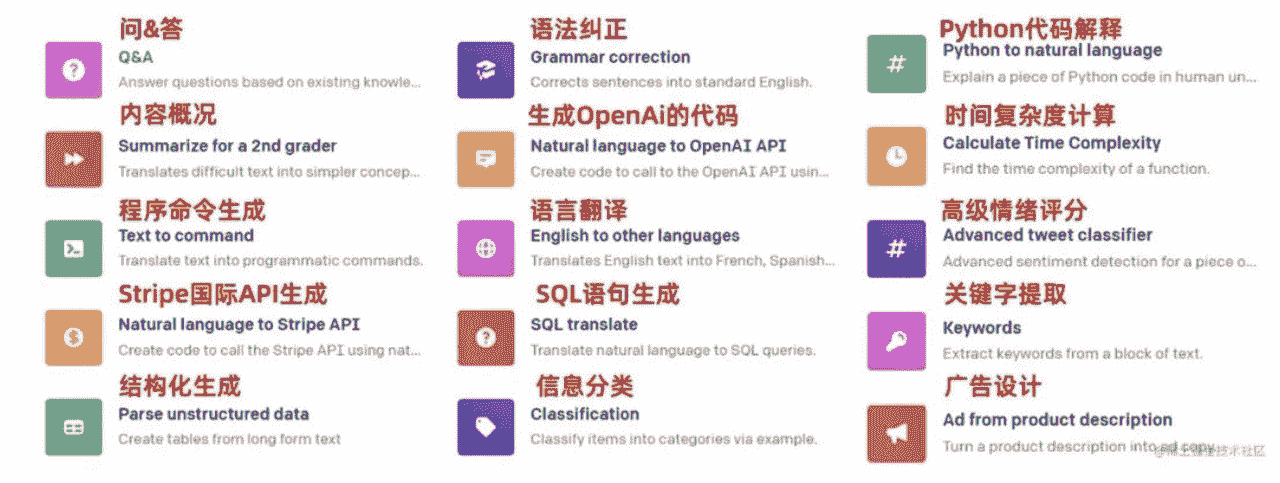 问&答
Q&A
Answer questions based on existing knowle...
语法纠正
Grammar correction
Corrects sentences into standard English.
Python代码解释
Python to natural language
Explain a piece of Python code in human un...
内容概况
Summarize for a 2nd grader
Translates difficult text into simpler concep...
生成OpenAi的代码
Natural language to OpenAI API
Create code to call to the OpenAI API usin...
时间复杂度计算
Calculate Time Complexity
Find the time complexity of a function.
程序命令生成
Text to command
Translate text into programmatic commands.
语言翻译
English to other languages
Translates English text into French, Spanish...
高级情绪评分
Advanced tweet classifier
Advanced sentiment detection for a piece o...
Stripe国际API生成
Natural language to Stripe API
Create code to call the Stripe API using nat...
SQL语句生成
SQL translate
Translate natural language to SQL queries.
关键字提取
Keywords
Extract keywords from a block of text.
结构化生成
Parse unstructured data
Create tables from long form text
信息分类
Classification
Classify items into categories via example.
广告设计
Ad from product description
Turn a product description into ad copy.
@稀土掘金技术社区